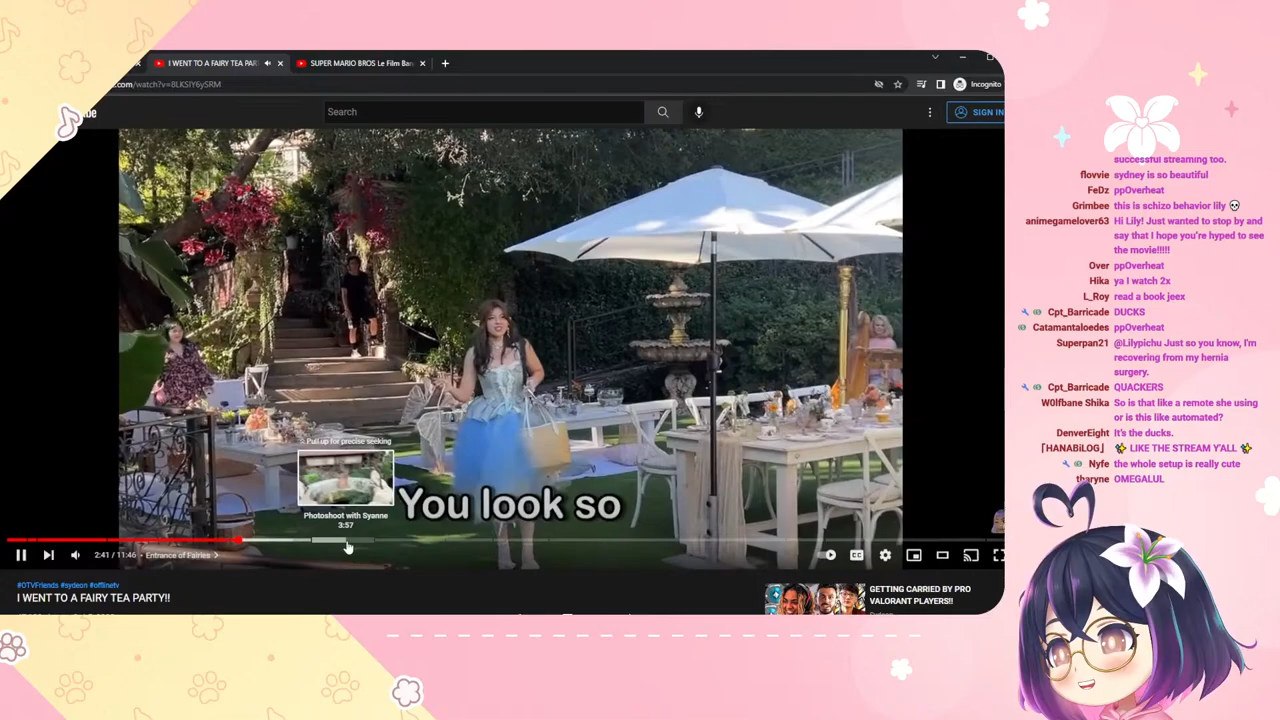 I WENT TO A FAIRY TEA PAR
SUPER MARIO BROS Le Film Ban
.com/watch?v=8LKSIY6ySRM
Incognito
be
Search
SIGN IN
Pull up for precise seeking
Photoshoot with Syanne
3:57
You look so
2:41 / 11:46 • Entrance of Fairies >
CC
#OTVFriends #sydeon #offlinetv
I WENT TO A FAIRY TEA PARTY!!
GETTING CARRIED BY PRO
VALORANT PLAYERS!!
Sydeon
successful streaming too.
flovvie sydney is so beautiful
FeDz ppOverheat
Grimbee this is schizo behavior lily 💀
animegamelover63 Hi Lily! Just wanted to stop by and
say that I hope you're hyped to see
the movie!!!!!
Over ppOverheat
Hika ya I watch 2x
L_Roy read a book jeex
Cpt_Barricade DUCKS
Catamantaloedes ppOverheat
Superpan21 @Lilypichu Just so you know, I'm
recovering from my hernia
surgery.
Cpt_Barricade QUACKERS
W0lfbane Shika So is that like a remote she using
or is this like automated?
DenverEight It's the ducks.
「HANABiLOG」 ✨ LIKE THE STREAM Y'ALL ✨
Nyfe the whole setup is really cute
tharyne OMEGALUL